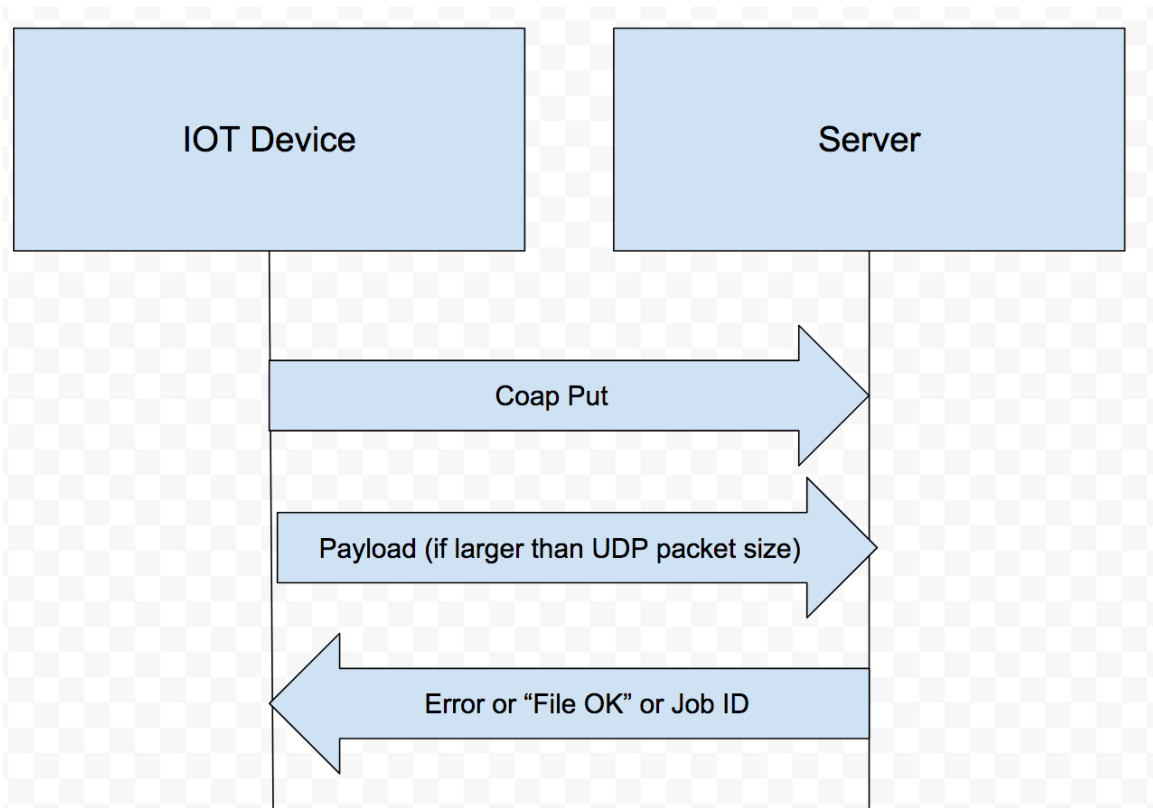 IOT Device
Server
Coap Put
Payload (if larger than UDP packet size)
Error or “File OK” or Job ID